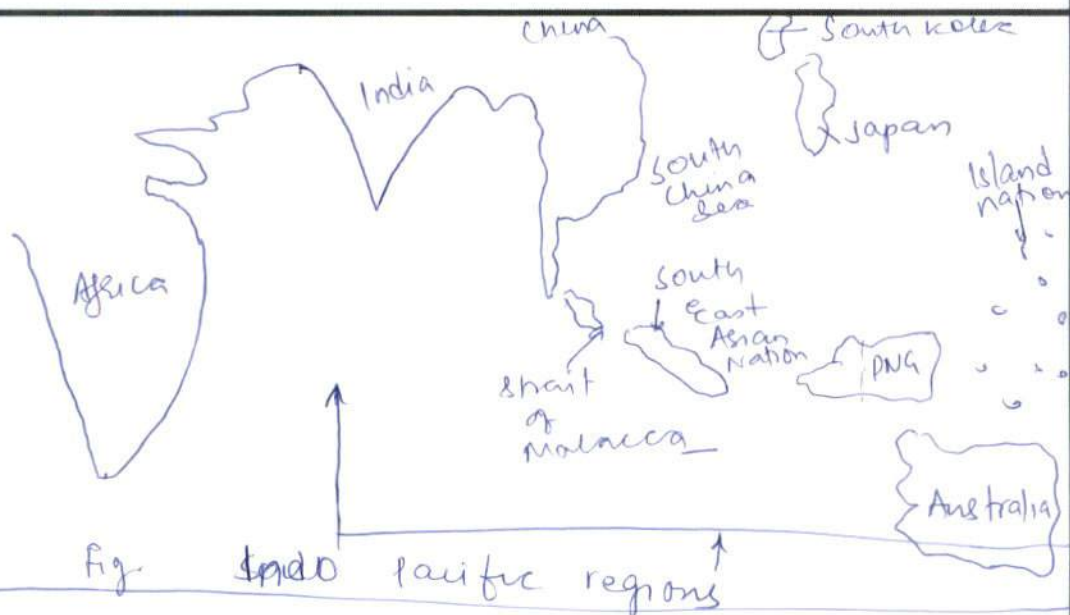 China
South Korea
India
Japan
South
China
Sea
Island
nation
Africa
South
East
Asian
Nation
PNG
Strait
of
Malacca
Australia
Fig. Indo Pacific regions